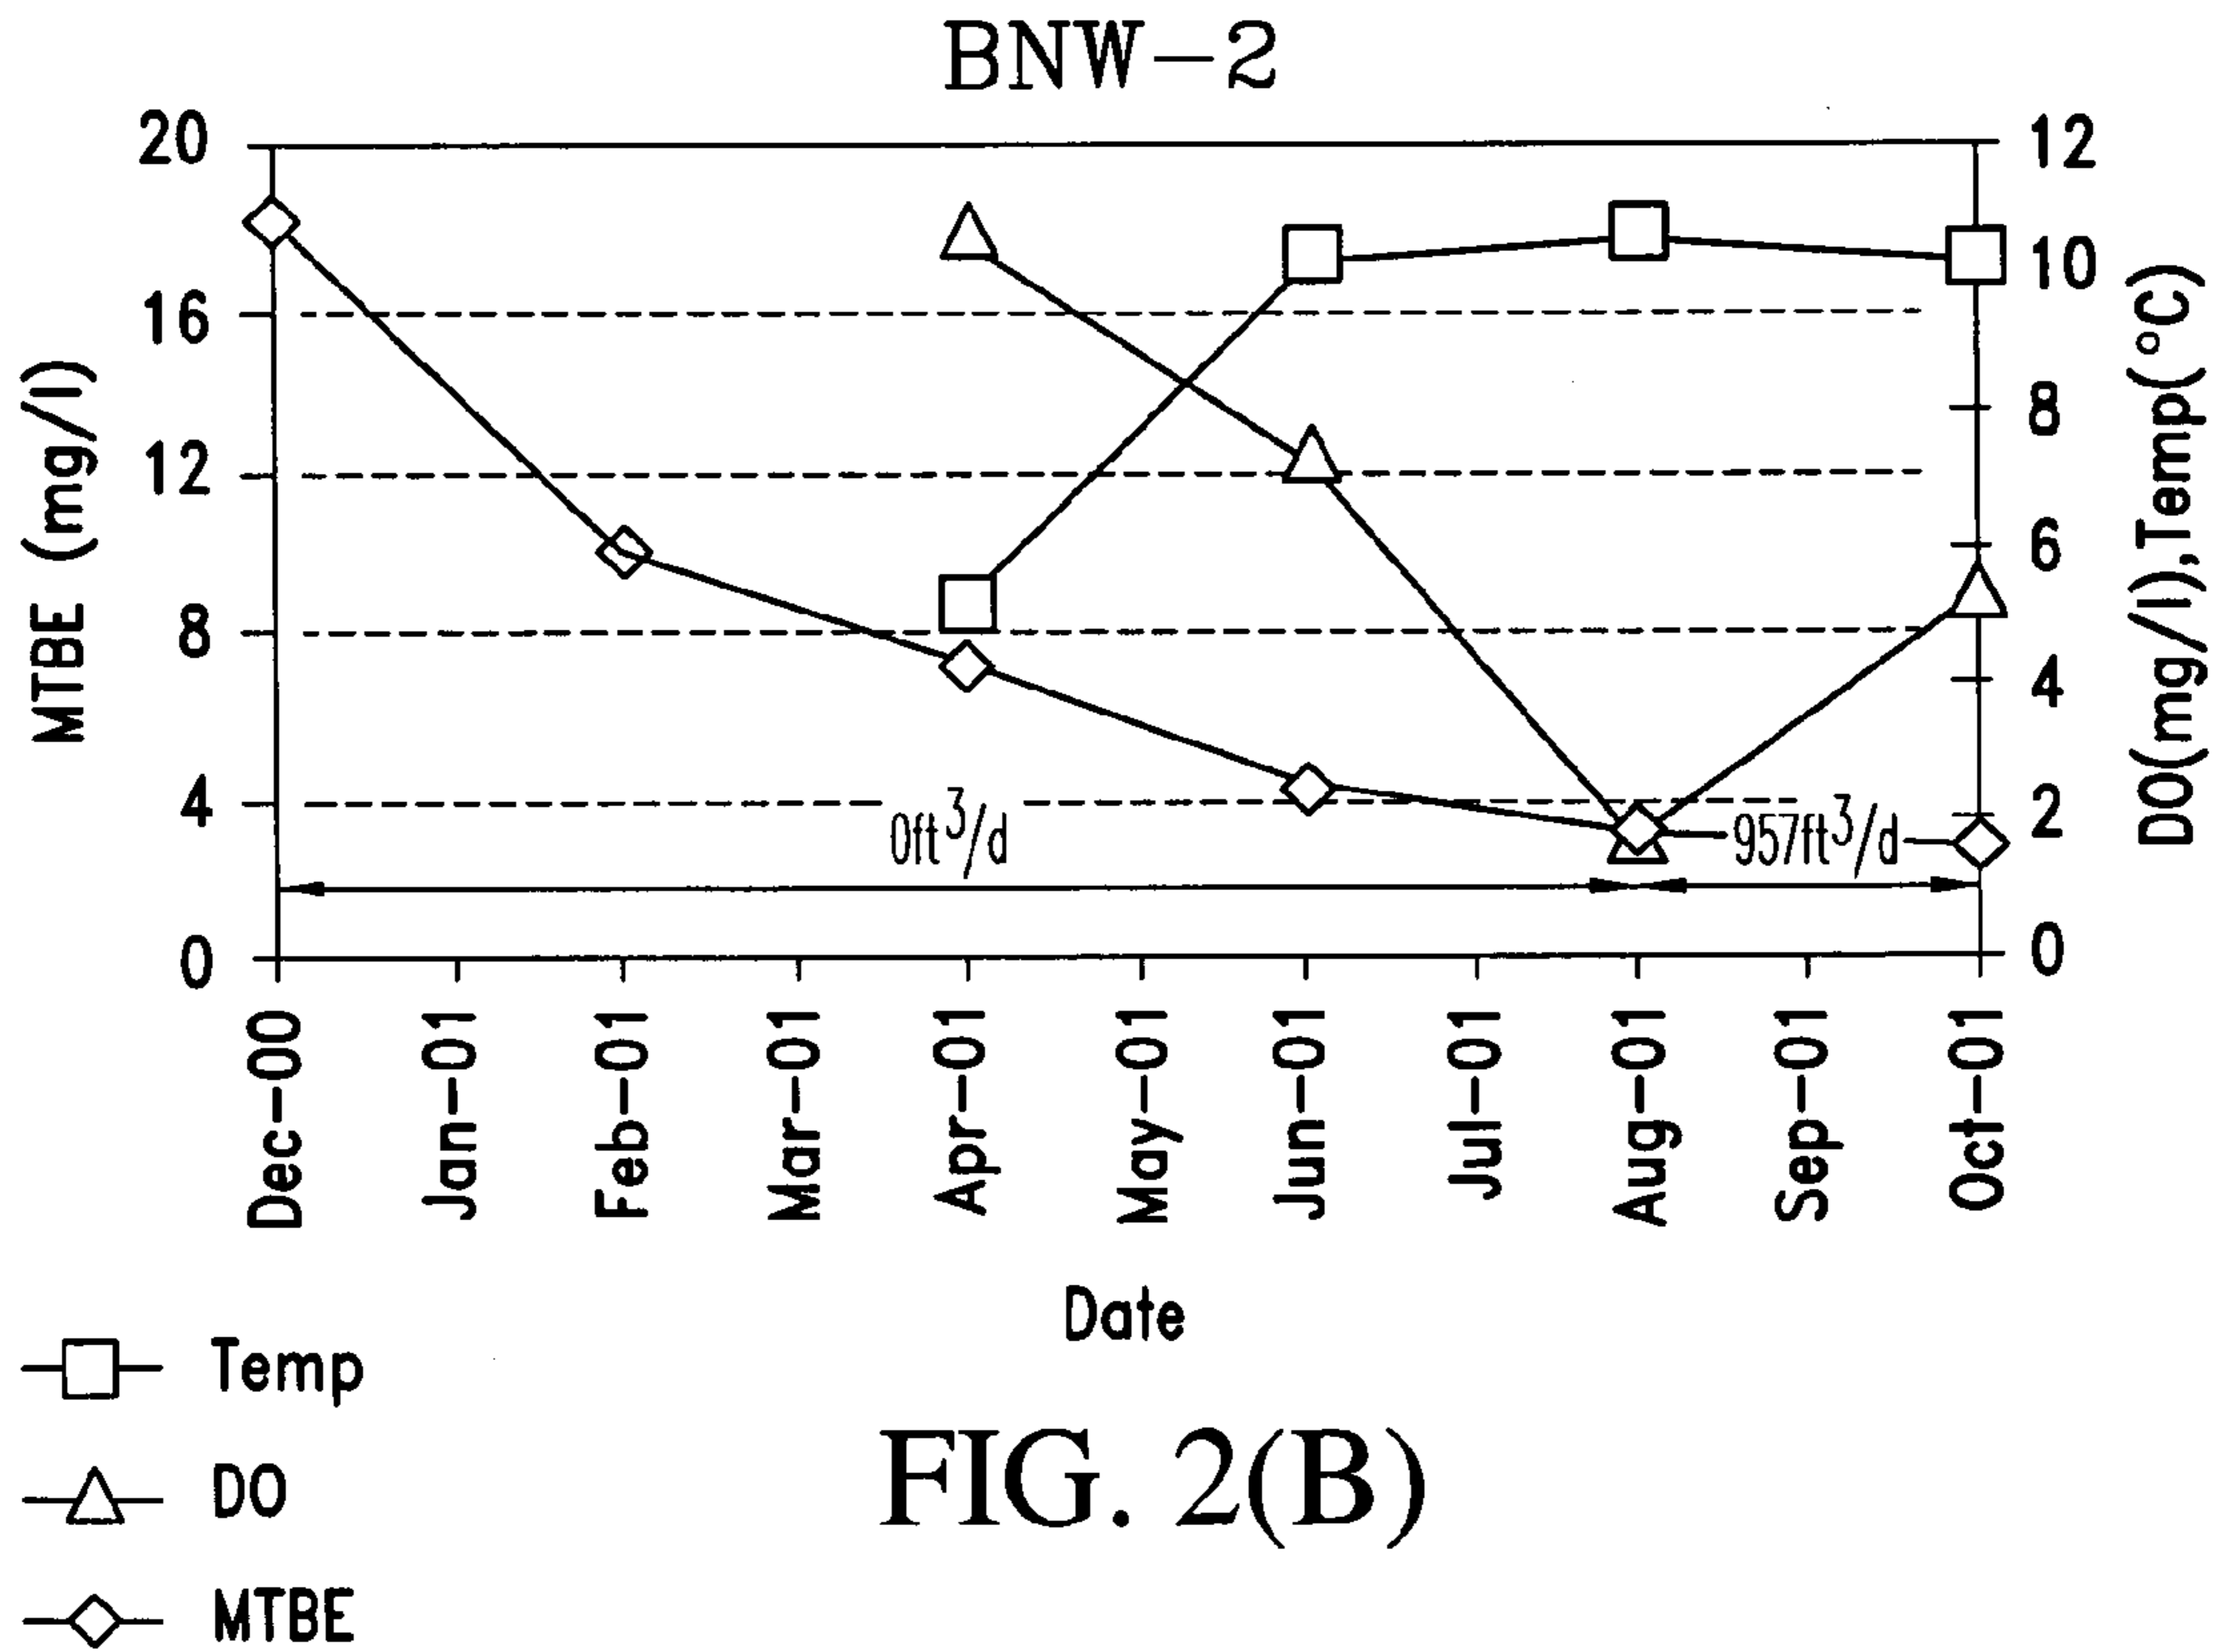 BNW-2
20
16
12
8
4
0
MTBE (mg/l)
12
10
8
6
4
2
0
DO(mg/l),Temp(°C)
0ft³/d
957ft³/d
Dec-00
Jan-01
Feb-01
Mar-01
Apr-01
May-01
Jun-01
Jul-01
Aug-01
Sep-01
Oct-01
Date
Temp
DO
MTBE
FIG. 2(B)